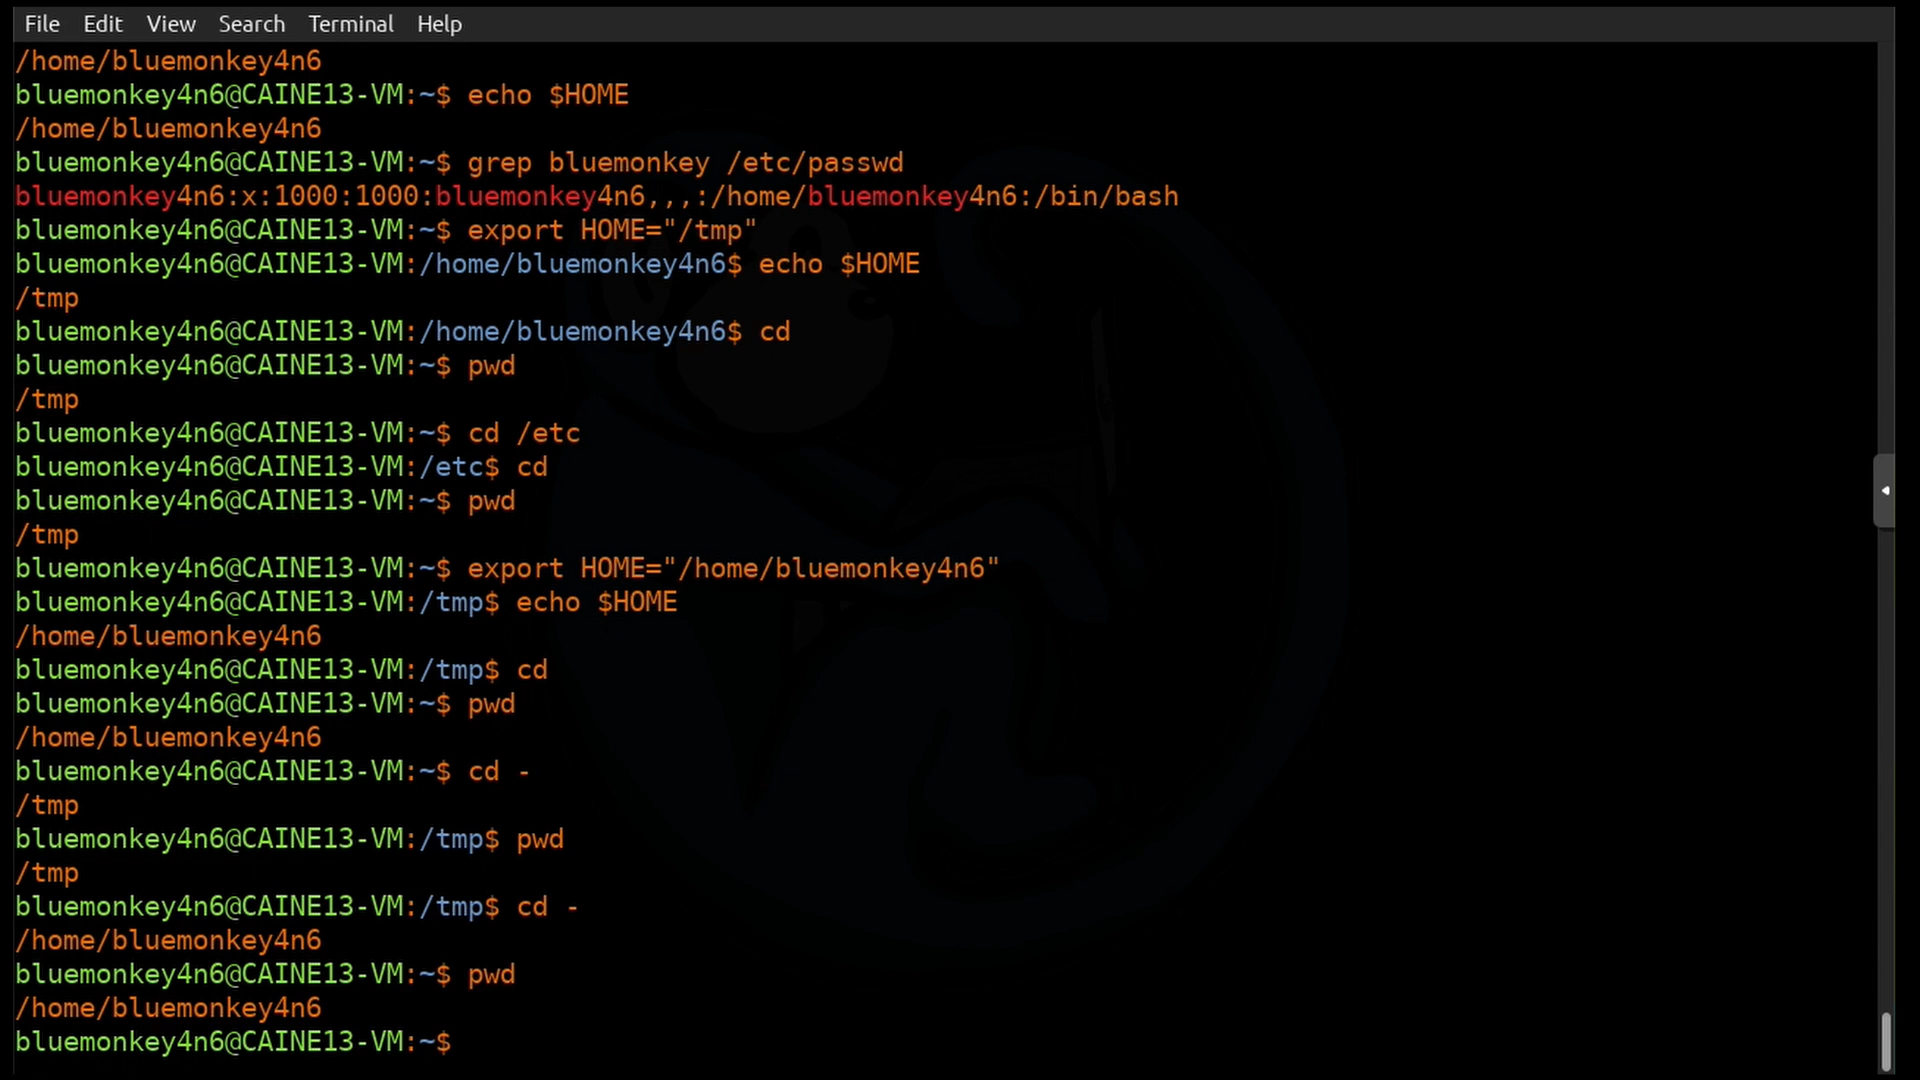 File Edit View Search Terminal Help
/home/bluemonkey4n6
bluemonkey4n6@CAINE13-VM:~$ echo $HOME
/home/bluemonkey4n6
bluemonkey4n6@CAINE13-VM:~$ grep bluemonkey /etc/passwd
bluemonkey4n6:x:1000:1000:bluemonkey4n6,,,:/home/bluemonkey4n6:/bin/bash
bluemonkey4n6@CAINE13-VM:~$ export HOME="/tmp"
bluemonkey4n6@CAINE13-VM:/home/bluemonkey4n6$ echo $HOME
/tmp
bluemonkey4n6@CAINE13-VM:/home/bluemonkey4n6$ cd
bluemonkey4n6@CAINE13-VM:~$ pwd
/tmp
bluemonkey4n6@CAINE13-VM:~$ cd /etc
bluemonkey4n6@CAINE13-VM:/etc$ cd
bluemonkey4n6@CAINE13-VM:~$ pwd
/tmp
bluemonkey4n6@CAINE13-VM:~$ export HOME="/home/bluemonkey4n6"
bluemonkey4n6@CAINE13-VM:/tmp$ echo $HOME
/home/bluemonkey4n6
bluemonkey4n6@CAINE13-VM:/tmp$ cd
bluemonkey4n6@CAINE13-VM:~$ pwd
/home/bluemonkey4n6
bluemonkey4n6@CAINE13-VM:~$ cd -
/tmp
bluemonkey4n6@CAINE13-VM:/tmp$ pwd
/tmp
bluemonkey4n6@CAINE13-VM:/tmp$ cd -
/home/bluemonkey4n6
bluemonkey4n6@CAINE13-VM:~$ pwd
/home/bluemonkey4n6
bluemonkey4n6@CAINE13-VM:~$